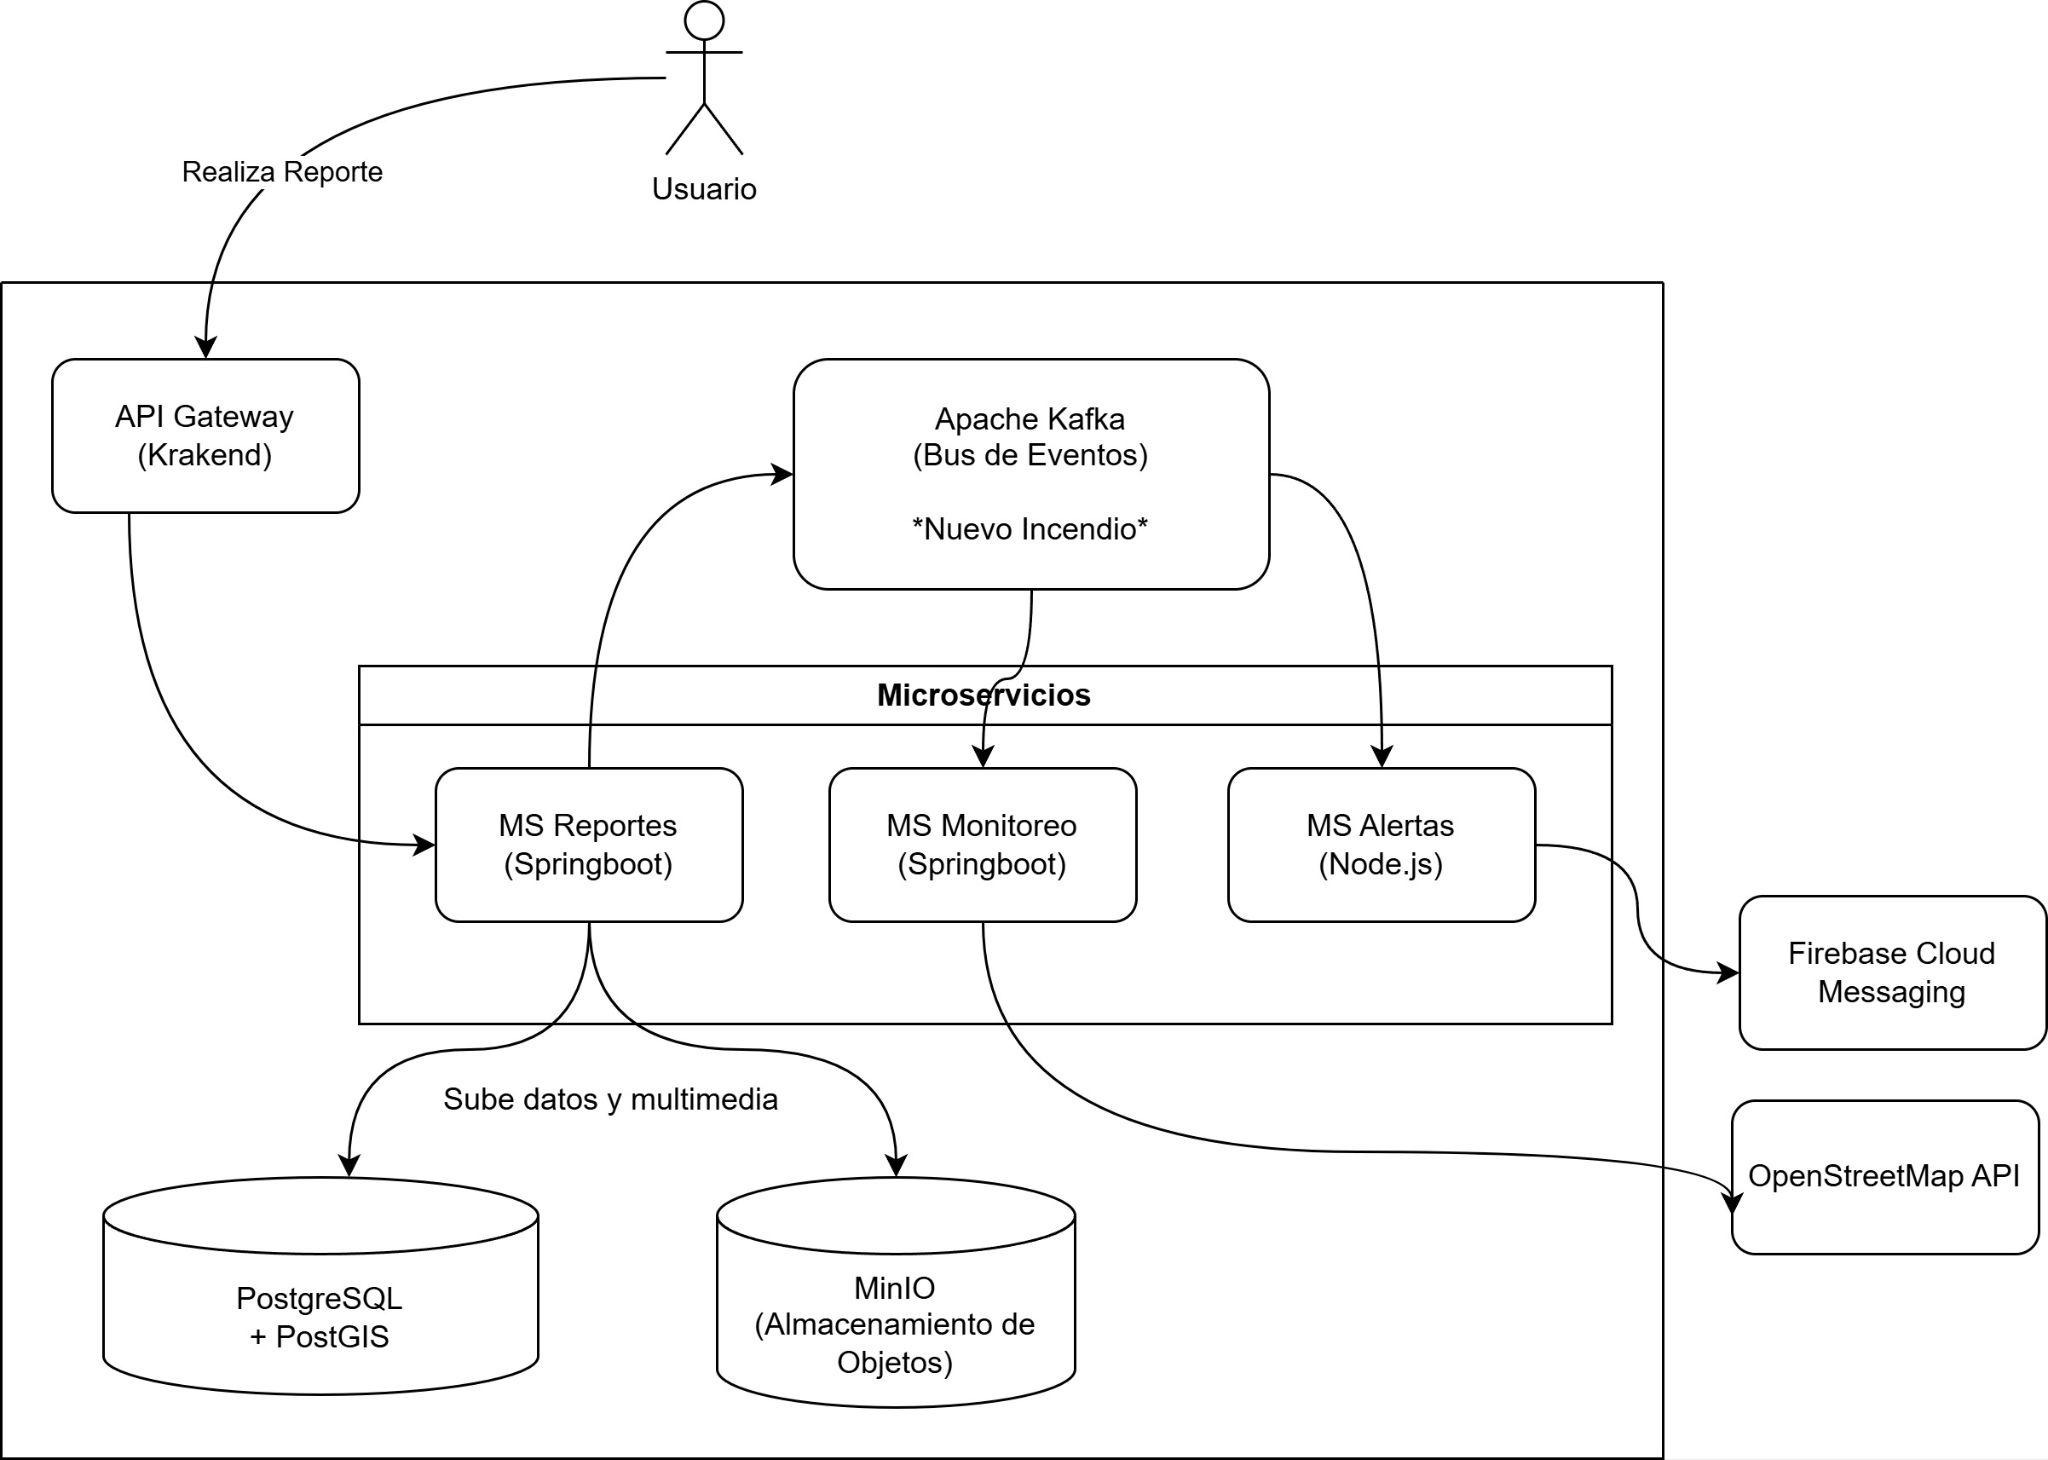 Usuario
Realiza Reporte
API Gateway
(Krakend)
Apache Kafka
(Bus de Eventos)
*Nuevo Incendio*
Microservicios
MS Reportes
(Springboot)
MS Monitoreo
(Springboot)
MS Alertas
(Node.js)
Firebase Cloud
Messaging
Sube datos y multimedia
OpenStreetMap API
PostgreSQL
+ PostGIS
MinIO
(Almacenamiento de
Objetos)